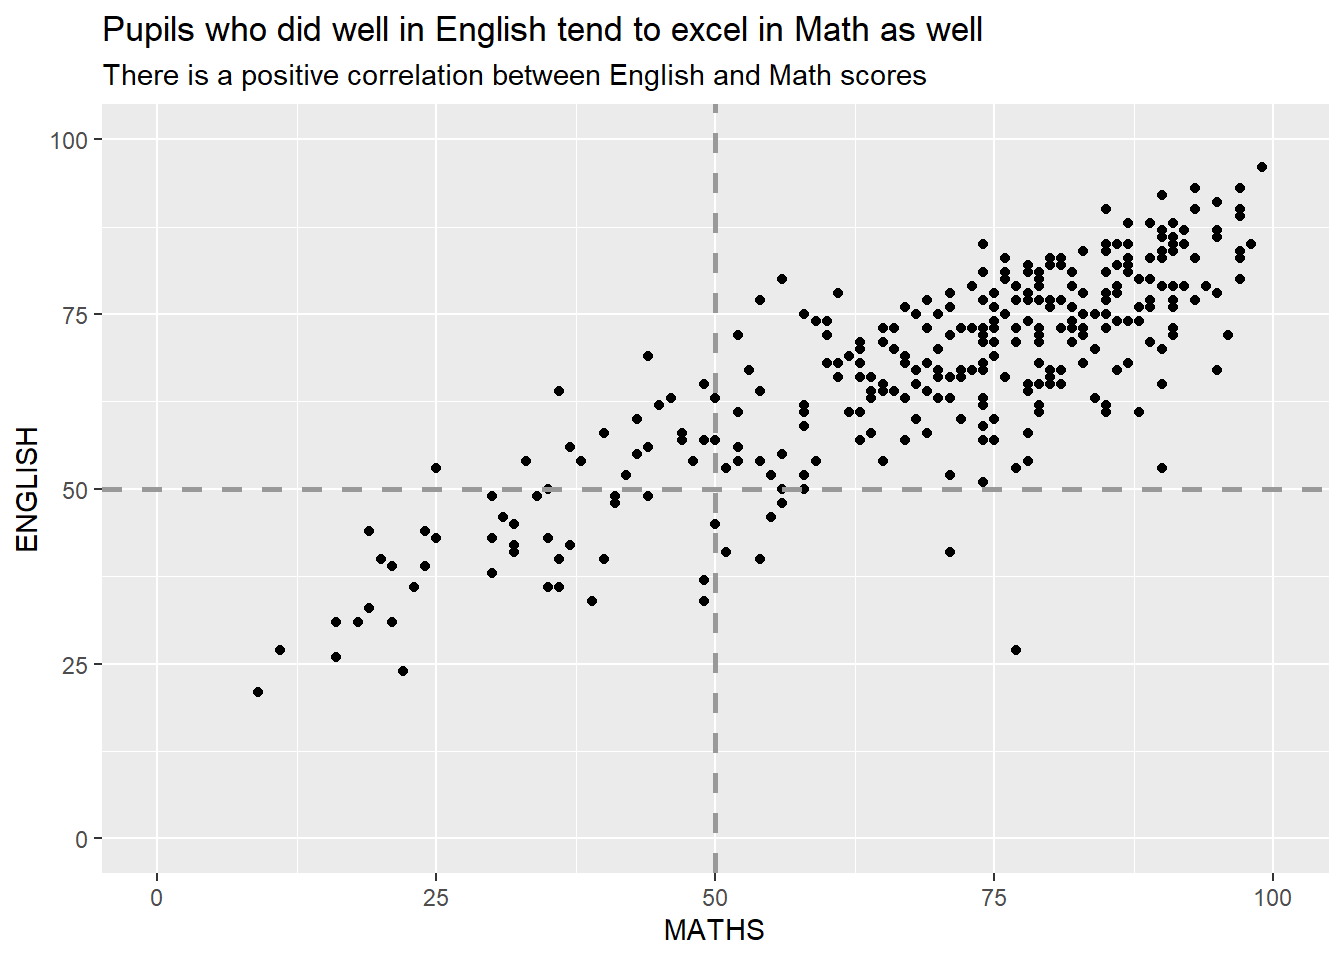 Pupils who did well in English tend to excel in Math as well
There is a positive correlation between English and Math scores
100
75
50
25
0
ENGLISH
0 25 50 75 100
MATHS